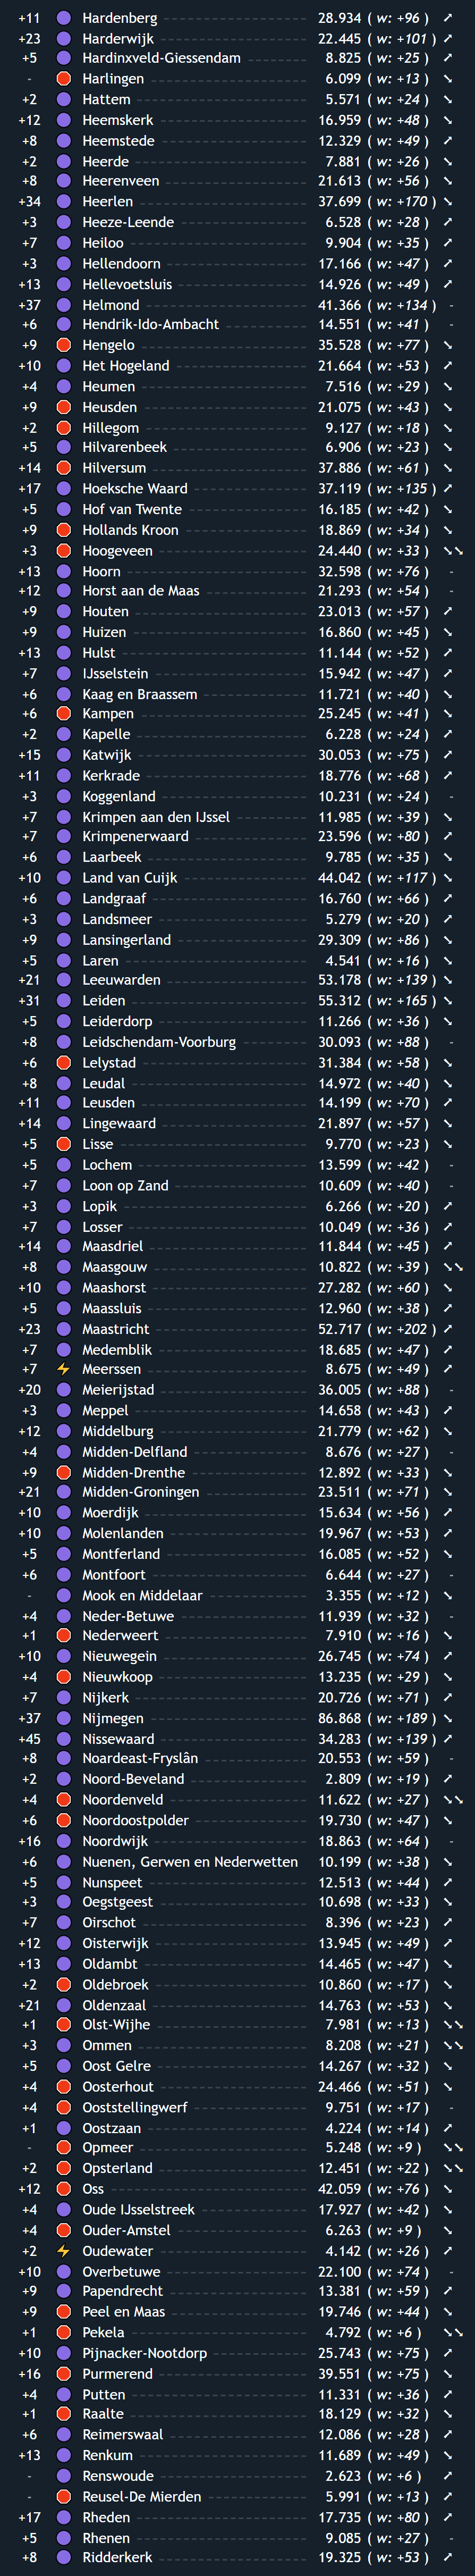 +11 Hardenberg 28.934 ( w: +96 ) ↗
+23 Harderwijk 22.445 ( w: +101 ) ↗
+5 Hardinxveld-Giessendam 8.825 ( w: +25 ) ↗
- Harlingen 6.099 ( w: +13 ) ↘
+2 Hattem 5.571 ( w: +24 ) ↘
+12 Heemskerk 16.959 ( w: +48 ) ↘
+8 Heemstede 12.329 ( w: +49 ) ↗
+2 Heerde 7.881 ( w: +26 ) ↘
+8 Heerenveen 21.613 ( w: +56 ) ↘
+34 Heerlen 37.699 ( w: +170 ) ↘
+3 Heeze-Leende 6.528 ( w: +28 ) ↗
+7 Heiloo 9.904 ( w: +35 ) ↗
+3 Hellendoorn 17.166 ( w: +47 ) ↗
+13 Hellevoetsluis 14.926 ( w: +49 ) ↗
+37 Helmond 41.366 ( w: +134 ) -
+6 Hendrik-Ido-Ambacht 14.551 ( w: +41 ) -
+9 Hengelo 35.528 ( w: +77 ) ↘
+10 Het Hogeland 21.664 ( w: +53 ) ↗
+4 Heumen 7.516 ( w: +29 ) ↘
+9 Heusden 21.075 ( w: +43 ) ↘
+2 Hillegom 9.127 ( w: +18 ) ↘
+5 Hilvarenbeek 6.906 ( w: +23 ) ↘
+14 Hilversum 37.886 ( w: +61 ) ↘
+17 Hoeksche Waard 37.119 ( w: +135 ) ↗
+5 Hof van Twente 16.185 ( w: +42 ) ↘
+9 Hollands Kroon 18.869 ( w: +34 ) ↘
+3 Hoogeveen 24.440 ( w: +33 ) ↘↘
+13 Hoorn 32.598 ( w: +76 ) -
+12 Horst aan de Maas 21.293 ( w: +54 ) -
+9 Houten 23.013 ( w: +57 ) ↗
+9 Huizen 16.860 ( w: +45 ) ↘
+13 Hulst 11.144 ( w: +52 ) ↗
+7 IJsselstein 15.942 ( w: +47 ) ↗
+6 Kaag en Braassem 11.721 ( w: +40 ) ↘
+6 Kampen 25.245 ( w: +41 ) ↘
+2 Kapelle 6.228 ( w: +24 ) ↗
+15 Katwijk 30.053 ( w: +75 ) ↗
+11 Kerkrade 18.776 ( w: +68 ) ↗
+3 Koggenland 10.231 ( w: +24 ) -
+7 Krimpen aan den IJssel 11.985 ( w: +39 ) ↘
+7 Krimpenerwaard 23.596 ( w: +80 ) ↗
+6 Laarbeek 9.785 ( w: +35 ) ↘
+10 Land van Cuijk 44.042 ( w: +117 ) ↘
+6 Landgraaf 16.760 ( w: +66 ) ↗
+3 Landsmeer 5.279 ( w: +20 ) ↗
+9 Lansingerland 29.309 ( w: +86 ) ↘
+5 Laren 4.541 ( w: +16 ) ↘
+21 Leeuwarden 53.178 ( w: +139 ) ↘
+31 Leiden 55.312 ( w: +165 ) ↘
+5 Leiderdorp 11.266 ( w: +36 ) ↘
+8 Leidschendam-Voorburg 30.093 ( w: +88 ) -
+6 Lelystad 31.384 ( w: +58 ) ↘
+8 Leudal 14.972 ( w: +40 ) ↘
+11 Leusden 14.199 ( w: +70 ) ↗
+14 Lingewaard 21.897 ( w: +57 ) ↘
+5 Lisse 9.770 ( w: +23 ) ↘
+5 Lochem 13.599 ( w: +42 ) -
+7 Loon op Zand 10.609 ( w: +40 ) -
+3 Lopik 6.266 ( w: +20 ) ↗
+7 Losser 10.049 ( w: +36 ) ↗
+14 Maasdriel 11.844 ( w: +45 ) ↗
+8 Maasgouw 10.822 ( w: +39 ) ↘↘
+10 Maashorst 27.282 ( w: +60 ) ↘
+5 Maassluis 12.960 ( w: +38 ) ↗
+23 Maastricht 52.717 ( w: +202 ) ↗
+7 Medemblik 18.685 ( w: +47 ) ↗
+7 Meerssen 8.675 ( w: +49 ) ↗
+20 Meierijstad 36.005 ( w: +88 ) -
+3 Meppel 14.658 ( w: +43 ) ↗
+12 Middelburg 21.779 ( w: +62 ) ↘
+4 Midden-Delfland 8.676 ( w: +27 ) -
+9 Midden-Drenthe 12.892 ( w: +33 ) ↘
+21 Midden-Groningen 23.511 ( w: +71 ) ↘
+10 Moerdijk 15.634 ( w: +56 ) ↗
+10 Molenlanden 19.967 ( w: +53 ) ↗
+5 Montferland 16.085 ( w: +52 ) ↘
+6 Montfoort 6.644 ( w: +27 ) -
- Mook en Middelaar 3.355 ( w: +12 ) ↘
+4 Neder-Betuwe 11.939 ( w: +32 ) -
+1 Nederweert 7.910 ( w: +16 ) ↘
+10 Nieuwegein 26.745 ( w: +74 ) ↗
+4 Nieuwkoop 13.235 ( w: +29 ) ↘
+7 Nijkerk 20.726 ( w: +71 ) ↗
+37 Nijmegen 86.868 ( w: +189 ) ↘
+45 Nissewaard 34.283 ( w: +139 ) ↗
+8 Noardeast-Fryslân 20.553 ( w: +59 ) -
+2 Noord-Beveland 2.809 ( w: +19 ) ↗
+4 Noordenveld 11.622 ( w: +27 ) ↘↘
+6 Noordoostpolder 19.730 ( w: +47 ) ↘
+16 Noordwijk 18.863 ( w: +64 ) -
+6 Nuenen, Gerwen en Nederwetten 10.199 ( w: +38 ) ↘
+5 Nunspeet 12.513 ( w: +44 ) ↗
+3 Oegstgeest 10.698 ( w: +33 ) ↘
+7 Oirschot 8.396 ( w: +23 ) ↗
+12 Oisterwijk 13.945 ( w: +49 ) ↗
+13 Oldambt 14.465 ( w: +47 ) ↘
+2 Oldebroek 10.860 ( w: +17 ) ↘
+21 Oldenzaal 14.763 ( w: +53 ) ↘
+1 Olst-Wijhe 7.981 ( w: +13 ) ↘↘
+3 Ommen 8.208 ( w: +21 ) ↘↘
+5 Oost Gelre 14.267 ( w: +32 ) ↘
+4 Oosterhout 24.466 ( w: +51 ) ↘
+4 Ooststellingwerf 9.751 ( w: +17 ) -
+1 Oostzaan 4.224 ( w: +14 ) ↗
- Opmeer 5.248 ( w: +9 ) ↘↘
+2 Opsterland 12.451 ( w: +22 ) ↘↘
+12 Oss 42.059 ( w: +76 ) ↘
+4 Oude IJsselstreek 17.927 ( w: +42 ) ↗
+4 Ouder-Amstel 6.263 ( w: +9 ) ↘
+2 Oudewater 4.142 ( w: +26 ) ↗
+10 Overbetuwe 22.100 ( w: +74 ) -
+9 Papendrecht 13.381 ( w: +59 ) ↗
+9 Peel en Maas 19.746 ( w: +44 ) ↘
+1 Pekela 4.792 ( w: +6 ) ↘↘
+10 Pijnacker-Nootdorp 25.743 ( w: +75 ) ↗
+16 Purmerend 39.551 ( w: +75 ) ↘
+4 Putten 11.331 ( w: +36 ) ↗
+1 Raalte 18.129 ( w: +32 ) ↘
+6 Reimerswaal 12.086 ( w: +28 ) ↗
+13 Renkum 11.689 ( w: +49 ) ↘
- Renswoude 2.623 ( w: +6 ) ↗
- Reusel-De Mierden 5.991 ( w: +13 ) ↗
+17 Rheden 17.735 ( w: +80 ) ↗
+5 Rhenen 9.085 ( w: +27 ) -
+8 Ridderkerk 19.325 ( w: +53 ) ↗